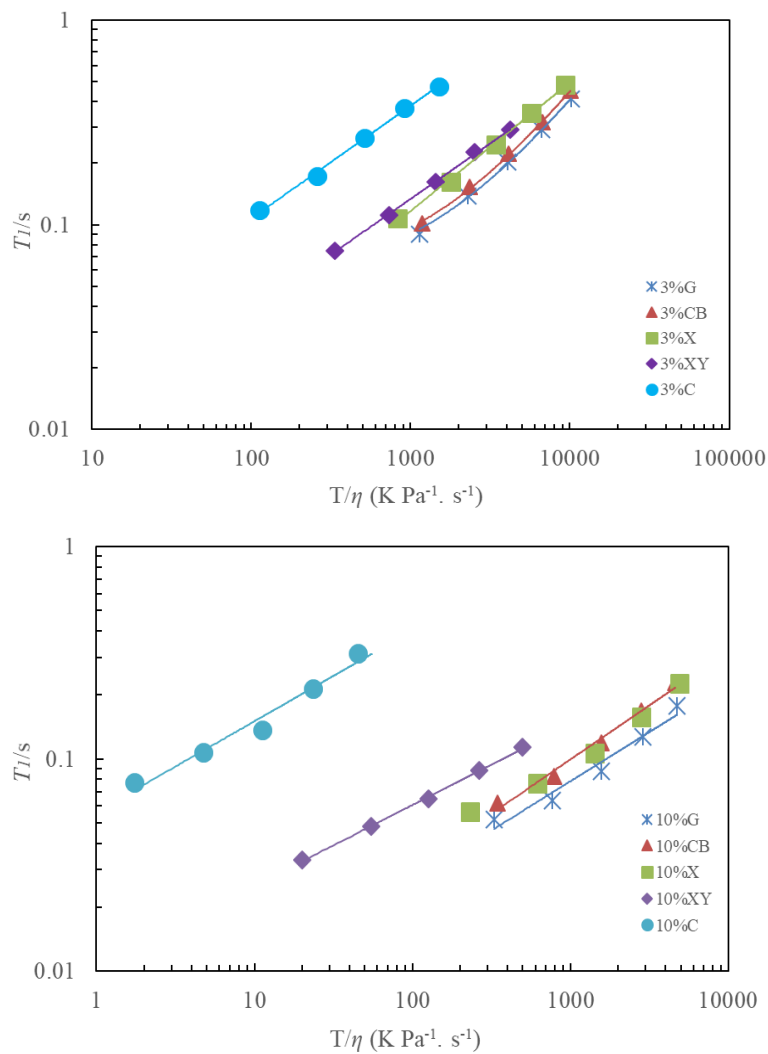 1
0.1
0.01
T1/s
3%G
3%CB
3%X
3%XY
3%C
10 100 1000 10000 100000
T/η (K Pa⁻¹. s⁻¹)
1
0.1
0.01
T1/s
10%G
10%CB
10%X
10%XY
10%C
1 10 100 1000 10000
T/η (K Pa⁻¹. s⁻¹)